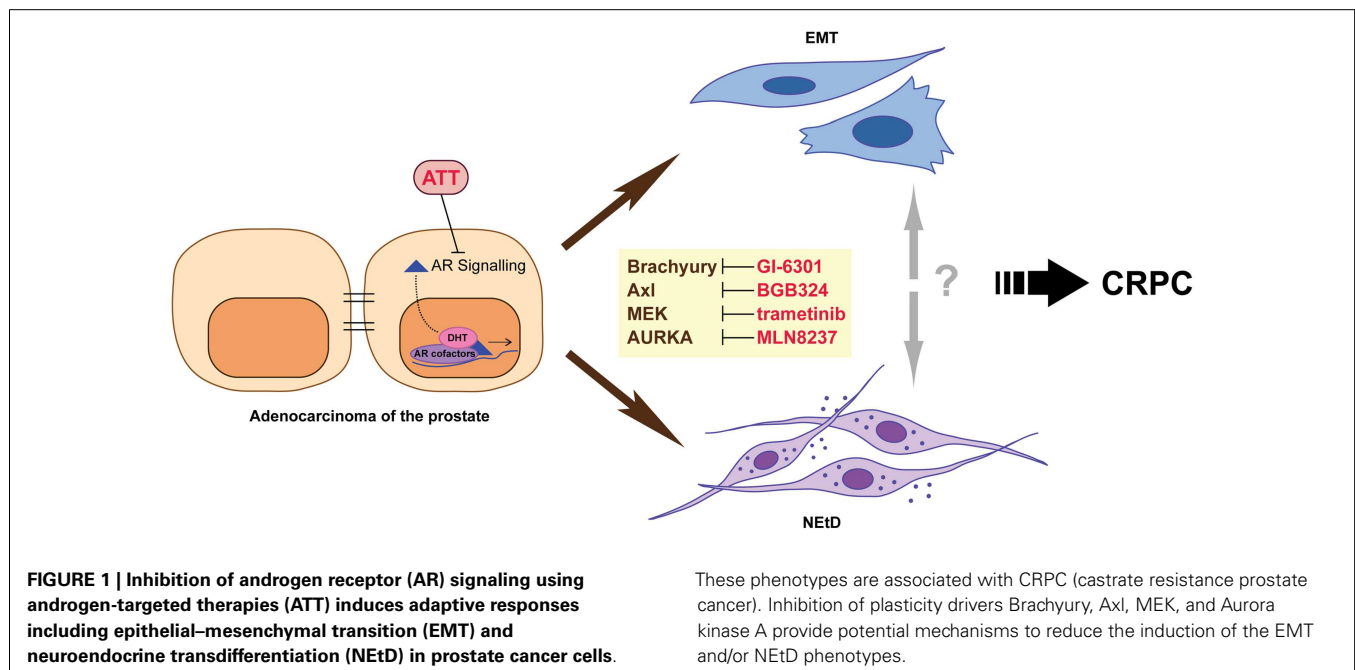 EMT
ATT
AR Signalling
DHT
AR cofactors
Adenocarcinoma of the prostate
Brachyury GI-6301
Axl BGB324
MEK trametinib
AURKA MLN8237
?
CRPC
NEtD
FIGURE 1 | Inhibition of androgen receptor (AR) signaling using
androgen-targeted therapies (ATT) induces adaptive responses
including epithelial–mesenchymal transition (EMT) and
neuroendocrine transdifferentiation (NEtD) in prostate cancer cells.
These phenotypes are associated with CRPC (castrate resistance prostate
cancer). Inhibition of plasticity drivers Brachyury, Axl, MEK, and Aurora
kinase A provide potential mechanisms to reduce the induction of the EMT
and/or NEtD phenotypes.